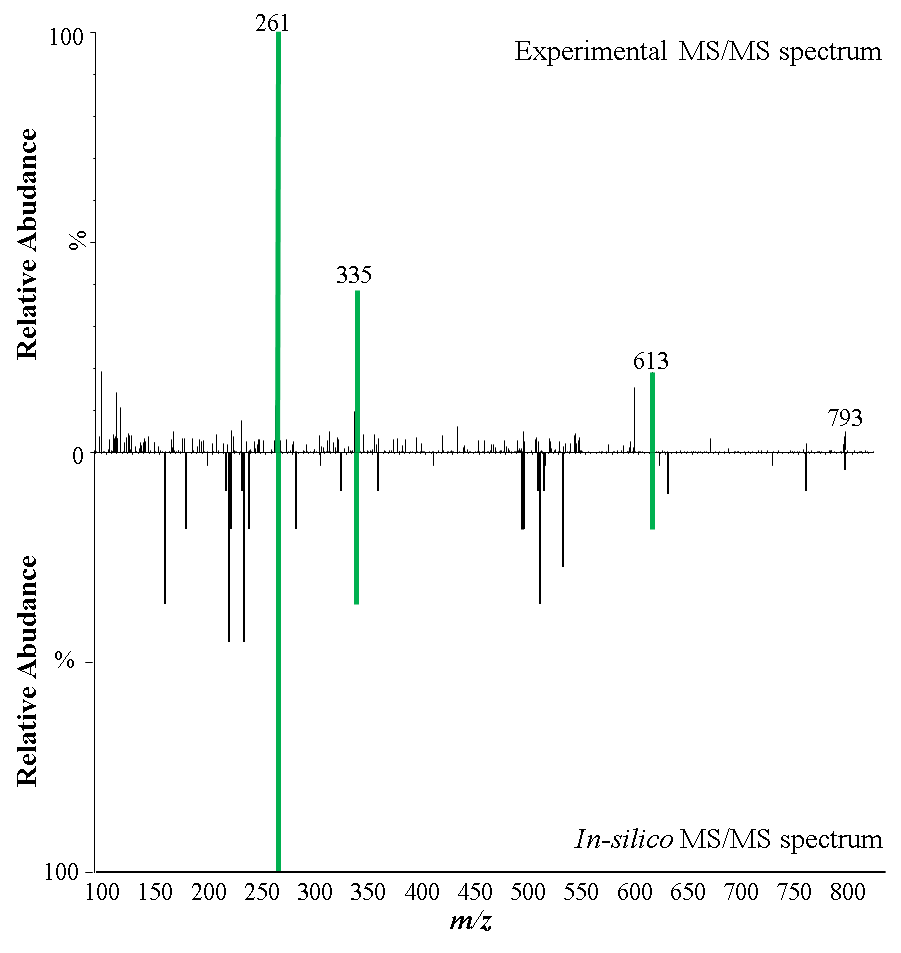 261
100
Experimental MS/MS spectrum
Relative Abudance
%
335
613
793
0
Relative Abudance
%
In-silico MS/MS spectrum
100
100 150 200 250 300 350 400 450 500 550 600 650 700 750 800
m/z